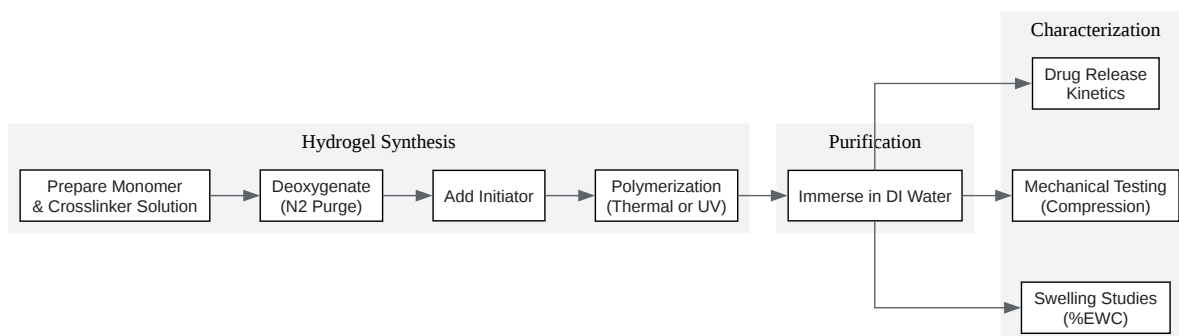 Characterization
Drug Release
Kinetics
Hydrogel Synthesis
Purification
Prepare Monomer
& Crosslinker Solution
Deoxygenate
(N2 Purge)
Add Initiator
Polymerization
(Thermal or UV)
Immerse in DI Water
Mechanical Testing
(Compression)
Swelling Studies
(%EWC)